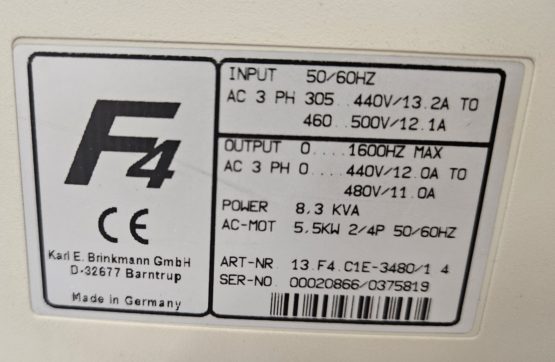 F4
CE
Karl E. Brinkmann GmbH
D-32677 Barntrup
Made in Germany
INPUT 50/60HZ
AC 3 PH 305...440V/13.2A TO
460...500V/12.1A
OUTPUT 0....1600HZ MAX
AC 3 PH 0....440V/12.0A TO
480V/11.0A
POWER 8,3 KVA
AC-MOT 5,5KW 2/4P 50/60HZ
ART-NR 13.F4.C1E-3480/1 4
SER-NO. 00020866/0375819